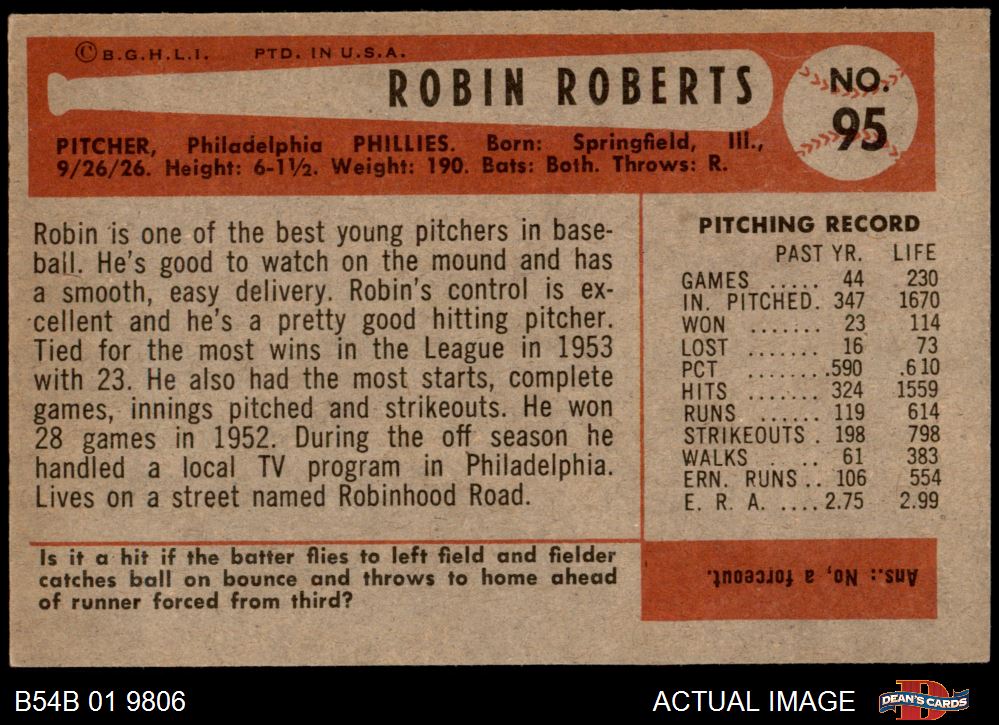 © B.G.H.L.I. PTD. IN U.S.A.
ROBIN ROBERTS
NO.
95
PITCHER, Philadelphia PHILLIES. Born: Springfield, Ill.,
9/26/26. Height: 6-1½. Weight: 190. Bats: Both. Throws: R.
Robin is one of the best young pitchers in base-
ball. He's good to watch on the mound and has
a smooth, easy delivery. Robin's control is ex-
cellent and he's a pretty good hitting pitcher.
Tied for the most wins in the League in 1953
with 23. He also had the most starts, complete
games, innings pitched and strikeouts. He won
28 games in 1952. During the off season he
handled a local TV program in Philadelphia.
Lives on a street named Robinhood Road.
PITCHING RECORD
PAST YR. LIFE
GAMES ..... 44 230
IN. PITCHED. 347 1670
WON ....... 23 114
LOST ....... 16 73
PCT ........590 .610
HITS ....... 324 1559
RUNS ...... 119 614
STRIKEOUTS . 198 798
WALKS . . .. 61 383
ERN. RUNS .. 106 554
E. R. A. ....2.75 2.99
Is it a hit if the batter flies to left field and fielder
catches ball on bounce and throws to home ahead
of runner forced from third?
Ans.: No, a forceout.
B54B 01 9806
ACTUAL IMAGE
DEAN'S CARDS